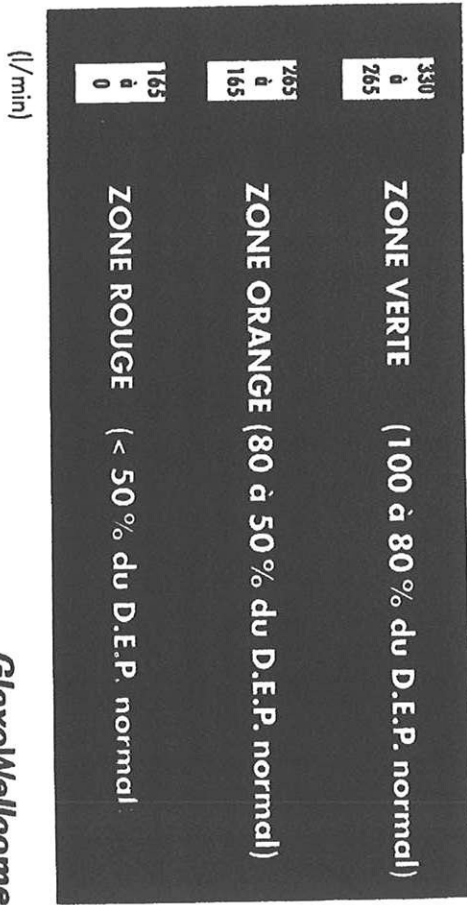 330
à
265
ZONE VERTE (100 à 80 % du D.E.P. normal)
265
à
165
ZONE ORANGE (80 à 50 % du D.E.P. normal)
165
à
0
ZONE ROUGE (< 50 % du D.E.P. normal
(l/min)
GlaxoWellcome